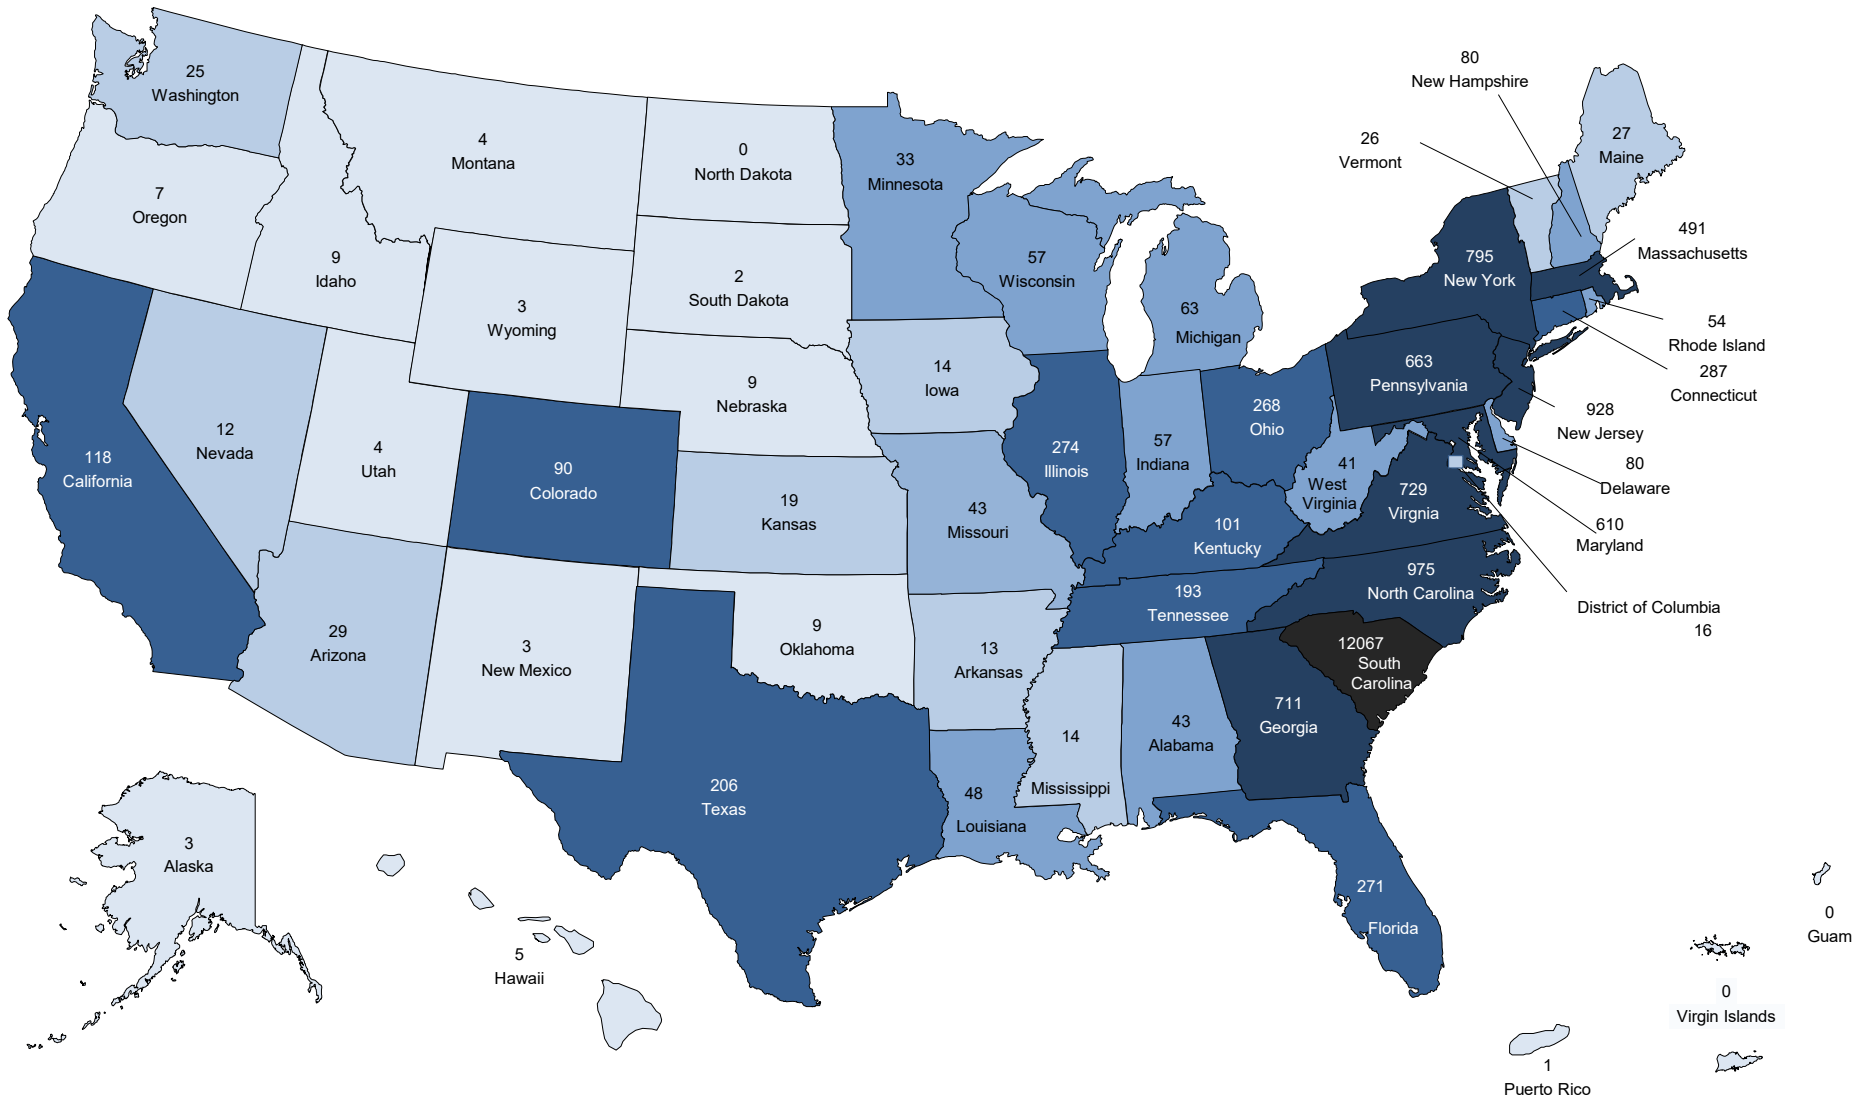 25
Washington
7
Oregon
9
Idaho
4
Montana
0
North Dakota
33
Minnesota
2
South Dakota
3
Wyoming
57
Wisconsin
63
Michigan
80
New Hampshire
26
Vermont
27
Maine
491
Massachusetts
795
New York
54
Rhode Island
287
Connecticut
663
Pennsylvania
928
New Jersey
80
Delaware
610
Maryland
District of Columbia
16
118
California
12
Nevada
4
Utah
90
Colorado
9
Nebraska
14
Iowa
19
Kansas
43
Missouri
274
Illinois
57
Indiana
268
Ohio
41
West
Virginia
729
Virgnia
101
Kentucky
193
Tennessee
975
North Carolina
12067
South
Carolina
29
Arizona
3
New Mexico
9
Oklahoma
13
Arkansas
206
Texas
48
Louisiana
14
Mississippi
43
Alabama
711
Georgia
271
Florida
3
Alaska
5
Hawaii
0
Guam
0
Virgin Islands
1
Puerto Rico